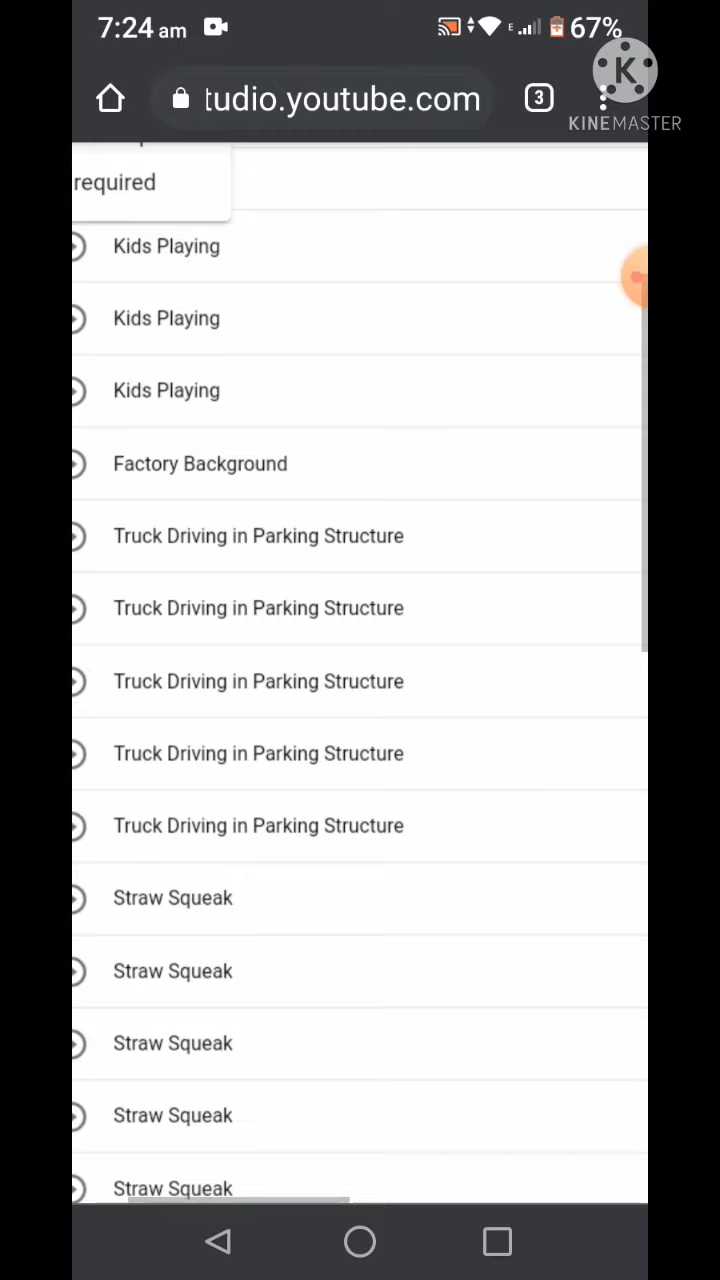 7:24 am
E
67%
tudio.youtube.com
3
K
KINEMASTER
required
Kids Playing
Kids Playing
Kids Playing
Factory Background
Truck Driving in Parking Structure
Truck Driving in Parking Structure
Truck Driving in Parking Structure
Truck Driving in Parking Structure
Truck Driving in Parking Structure
Straw Squeak
Straw Squeak
Straw Squeak
Straw Squeak
Straw Squeak